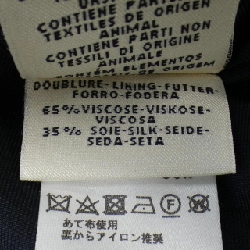 CONTIENE PARTI
TEXTILES DE ORIGEN
ANIMAL
CONTIENE PARTI
TESSILI DI ORIGINE
ANIMALE
DOUBLURE-LINING-FUTTER-
FORRO-FODERA
65%VISCOSE-VISKOSE-
VISCOSA
35% SOIE-SILK-SEIDE-
SEDA-SETA
あて布使用
裏からアイロン推奨